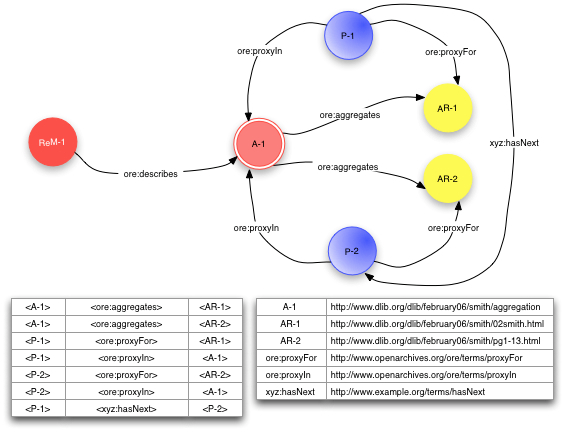 P-1
ore:proxyIn
ore:proxyFor
AR-1
ore:aggregates
ReM-1
A-1
xyz:hasNext
ore:aggregates
ore:describes
AR-2
ore:proxyIn
ore:proxyFor
P-2
<A-1> <ore:aggregates> <AR-1>
<A-1> <ore:aggregates> <AR-2>
<P-1> <ore:proxyFor> <AR-1>
<P-1> <ore:proxyIn> <A-1>
<P-2> <ore:proxyFor> <AR-2>
<P-2> <ore:proxyIn> <A-1>
<P-1> <xyz:hasNext> <P-2>
A-1 http://www.dlib.org/dlib/february06/smith/aggregation
AR-1 http://www.dlib.org/dlib/february06/smith/02smith.html
AR-2 http://www.dlib.org/dlib/february06/smith/pg1-13.html
ore:proxyFor http://www.openarchives.org/ore/terms/proxyFor
ore:proxyIn http://www.openarchives.org/ore/terms/proxyIn
xyz:hasNext http://www.example.org/terms/hasNext